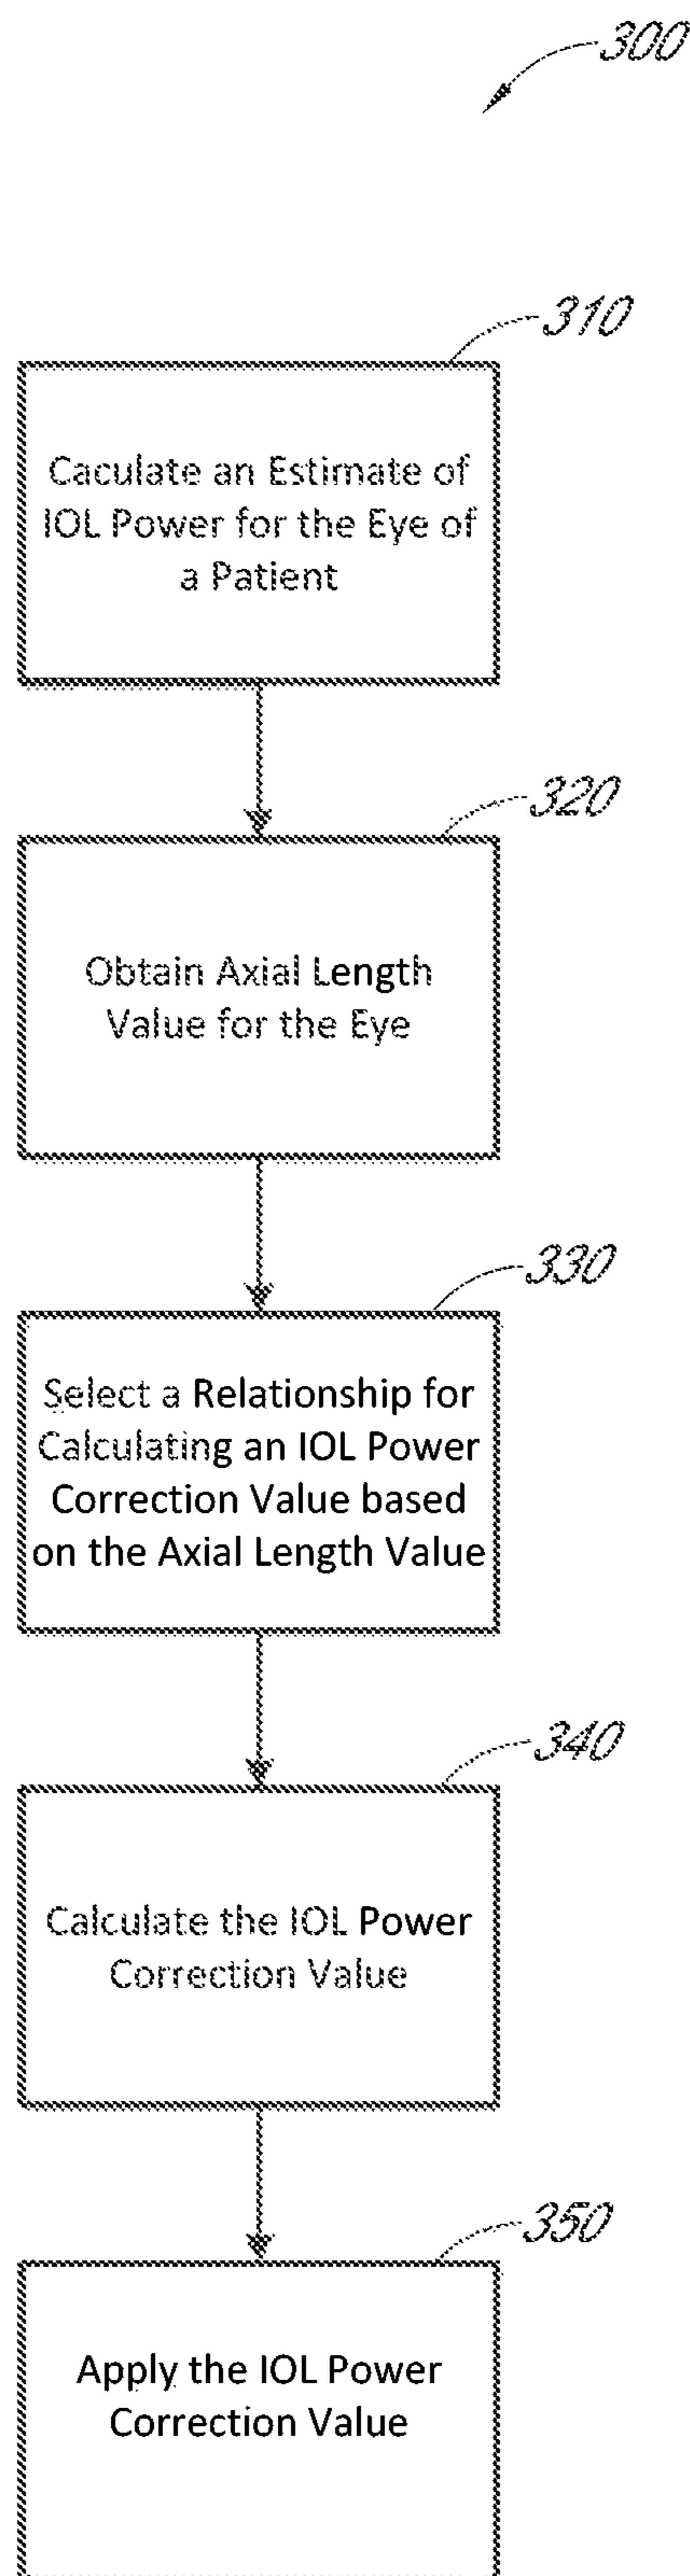 300
310
Caculate an Estimate of
IOL Power for the Eye of
a Patient
320
Obtain Axial Length
Value for the Eye
330
Select a Relationship for
Calculating an IOL Power
Correction Value based
on the Axial Length Value
340
Calculate the IOL Power
Correction Value
350
Apply the IOL Power
Correction Value